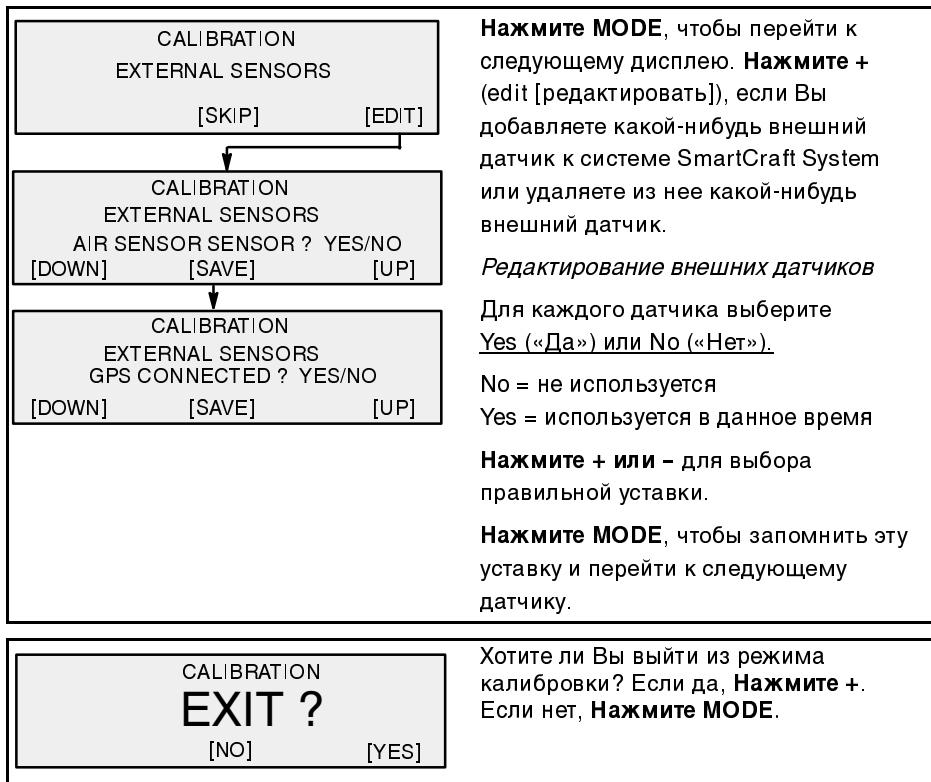 CALIBRATION
EXTERNAL SENSORS
[SKIP] [EDIT]
CALIBRATION
EXTERNAL SENSORS
AIR SENSOR SENSOR ? YES/NO
[DOWN] [SAVE] [UP]
CALIBRATION
EXTERNAL SENSORS
GPS CONNECTED ? YES/NO
[DOWN] [SAVE] [UP]
Нажмите MODE, чтобы перейти к
следующему дисплею. Нажмите +
(edit [редактировать]), если Вы
добавляете какой-нибудь внешний
датчик к системе SmartCraft System
или удаляете из нее какой-нибудь
внешний датчик.
Редактирование внешних датчиков
Для каждого датчика выберите
Yes («Да») или No («Нет»).
No = не используется
Yes = используется в данное время
Нажмите + или – для выбора
правильной уставки.
Нажмите MODE, чтобы запомнить эту
уставку и перейти к следующему
датчику.
CALIBRATION
EXIT ?
[NO] [YES]
Хотите ли Вы выйти из режима
калибровки? Если да, Нажмите +.
Если нет, Нажмите MODE.